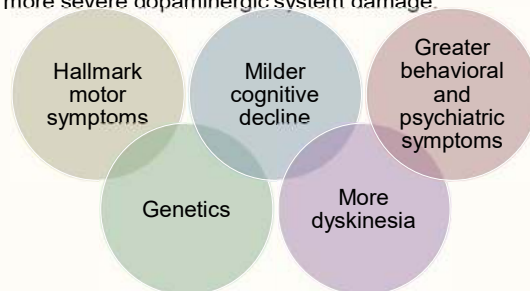 more severe dopaminergic system damage.
Hallmark
motor
symptoms
Milder
cognitive
decline
Greater
behavioral
and
psychiatric
symptoms
Genetics
More
dyskinesia